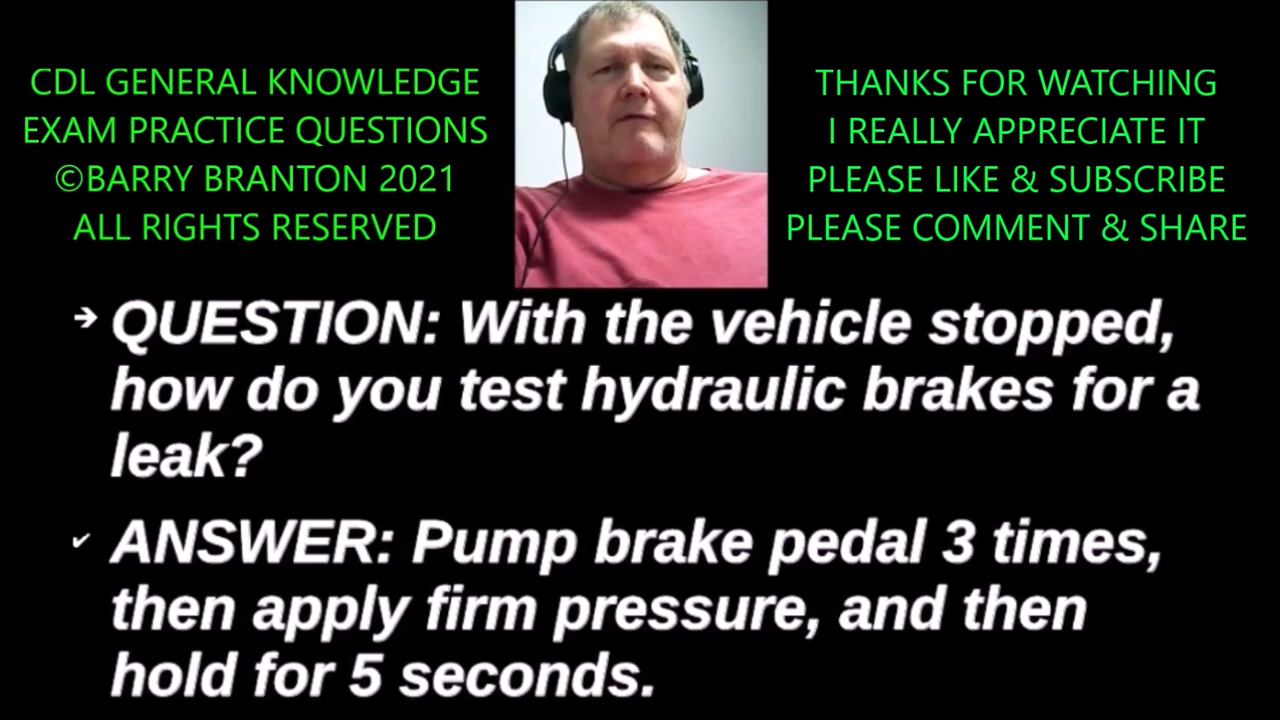 CDL GENERAL KNOWLEDGE
EXAM PRACTICE QUESTIONS
©BARRY BRANTON 2021
ALL RIGHTS RESERVED
THANKS FOR WATCHING
I REALLY APPRECIATE IT
PLEASE LIKE & SUBSCRIBE
PLEASE COMMENT & SHARE
➔ QUESTION: With the vehicle stopped,
how do you test hydraulic brakes for a
leak?
✔ ANSWER: Pump brake pedal 3 times,
then apply firm pressure, and then
hold for 5 seconds.